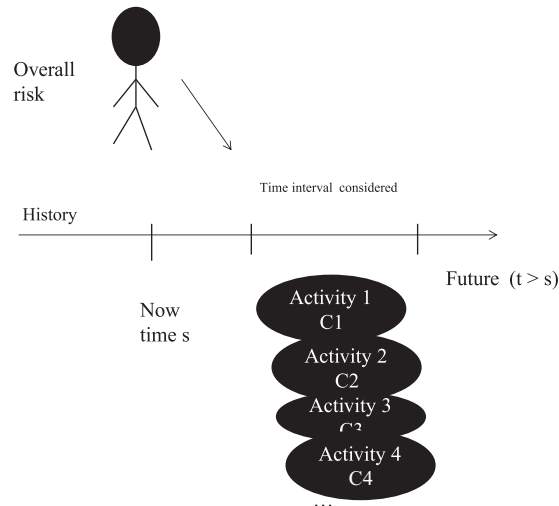 Overall
risk
Time interval considered
History
Future (t > s)
Now
time s
Activity 1
C1
Activity 2
C2
Activity 3
C3
Activity 4
C4
...